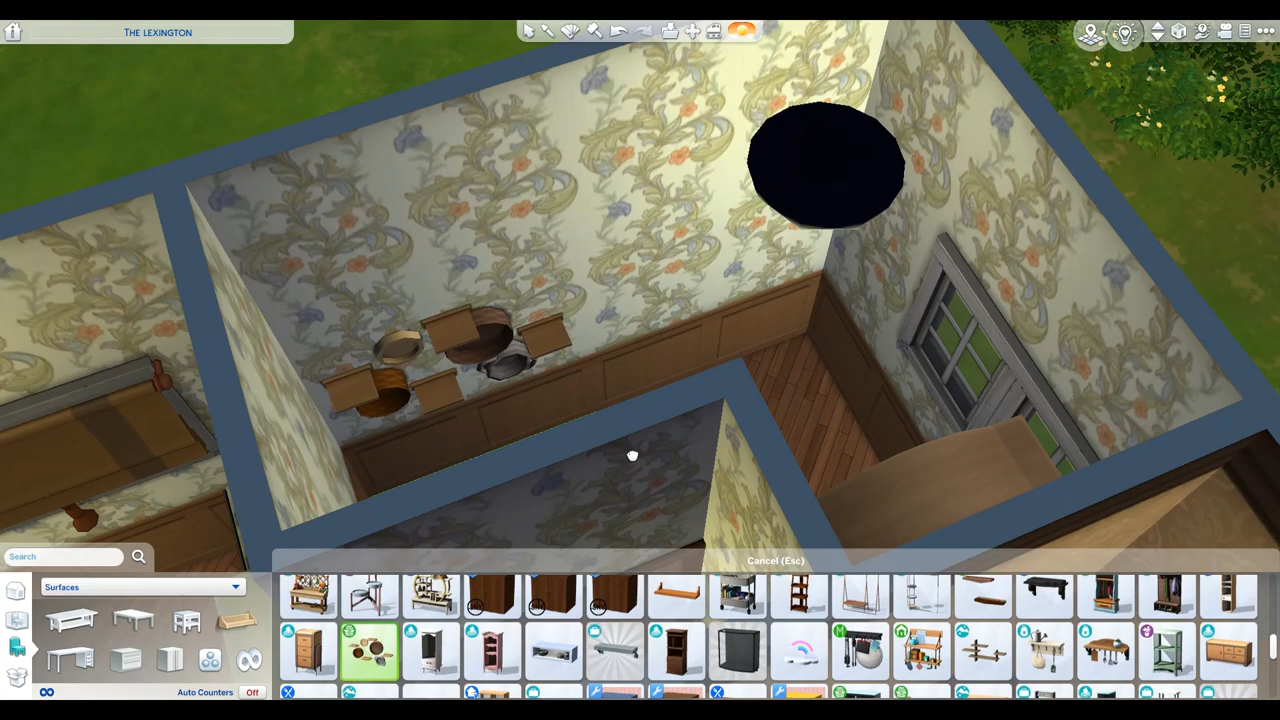 THE LEXINGTON
Cancel (Esc)
Search
Surfaces
Auto Counters Off